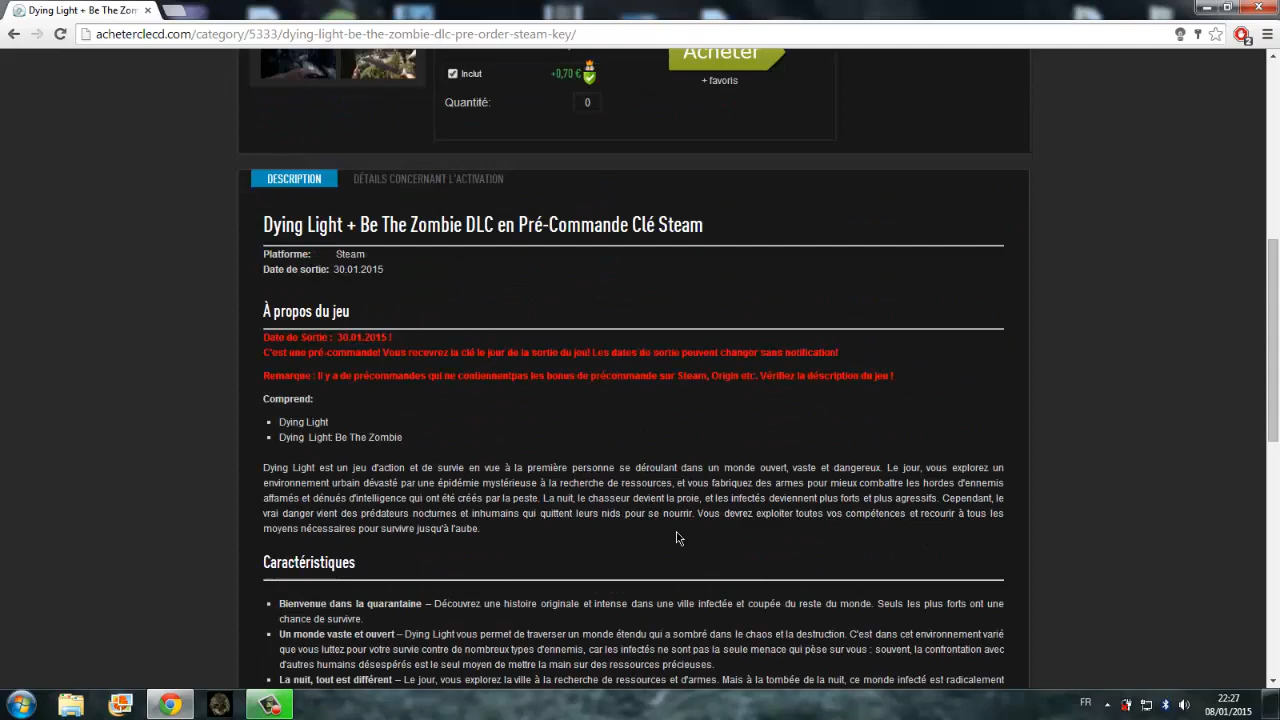 Dying Light + Be The Zom
acheterclecd.com/category/5333/dying-light-be-the-zombie-dlc-pre-order-steam-key/
2
Acheter
Inclut
+0,70 €
+ favoris
Quantité:
0
DESCRIPTION
DÉTAILS CONCERNANT L'ACTIVATION
Dying Light + Be The Zombie DLC en Pré-Commande Clé Steam
Platforme: Steam
Date de sortie: 30.01.2015
À propos du jeu
Date de Sortie : 30.01.2015 !
C'est une pré-commande! Vous recevrez la clé le jour de la sortie du jeu! Les dates de sortie peuvent changer sans notification!
Remarque : Il y a de précommandes qui ne contiennentpas les bonus de précommande sur Steam, Origin etc. Vérifiez la déscription du jeu !
Comprend:
Dying Light
Dying Light: Be The Zombie
Dying Light est un jeu d'action et de survie en vue à la première personne se déroulant dans un monde ouvert, vaste et dangereux. Le jour, vous explorez un
environnement urbain dévasté par une épidémie mystérieuse à la recherche de ressources, et vous fabriquez des armes pour mieux combattre les hordes d'ennemis
affamés et dénués d'intelligence qui ont été créés par la peste. La nuit, le chasseur devient la proie, et les infectés deviennent plus forts et plus agressifs. Cependant, le
vrai danger vient des prédateurs nocturnes et inhumains qui quittent leurs nids pour se nourrir. Vous devrez exploiter toutes vos compétences et recourir à tous les
moyens nécessaires pour survivre jusqu'à l'aube.
Caractéristiques
Bienvenue dans la quarantaine – Découvrez une histoire originale et intense dans une ville infectée et coupée du reste du monde. Seuls les plus forts ont une
chance de survivre.
Un monde vaste et ouvert – Dying Light vous permet de traverser un monde étendu qui a sombré dans le chaos et la destruction. C'est dans cet environnement varié
que vous luttez pour votre survie contre de nombreux types d'ennemis, car les infectés ne sont pas la seule menace qui pèse sur vous : souvent, la confrontation avec
d'autres humains désespérés est le seul moyen de mettre la main sur des ressources précieuses.
La nuit, tout est différent – Le jour, vous explorez la ville à la recherche de ressources et d'armes. Mais à la tombée de la nuit, ce monde infecté est radicalement
FR
22:27
08/01/2015